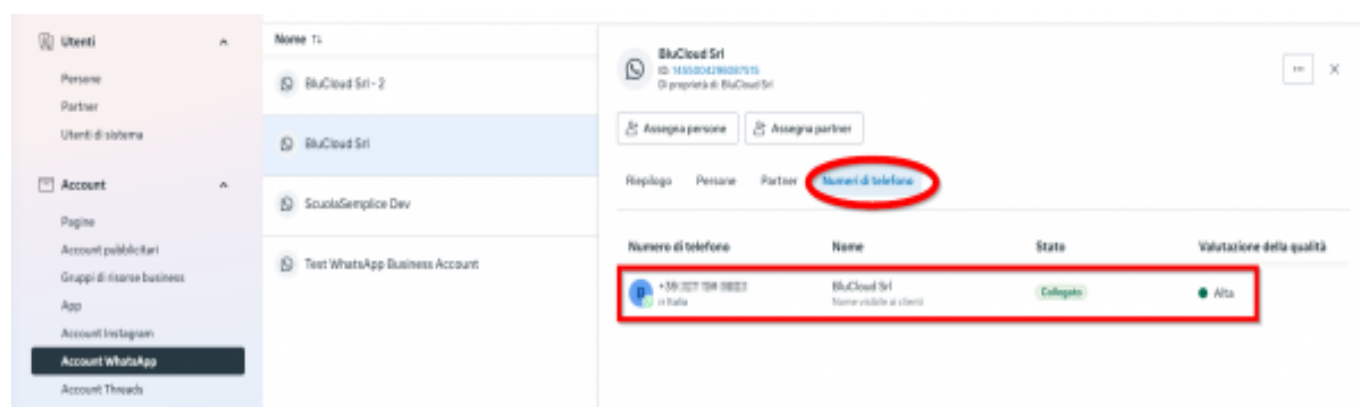 Utenti
Persone
Partner
Utenti di sistema
Account
Pagine
Account pubblicitari
Gruppi di risorse business
App
Account Instagram
Account WhatsApp
Account Threads
Nome
BluCloud Srl - 2
BluCloud Srl
ScuolaSemplice Dev
Test WhatsApp Business Account
BluCloud Srl
ID:
Di proprietà di: BluCloud Srl
Assegna persone Assegna partner
Riepilogo Persone Partner Numeri di telefono
Numero di telefono Nome Stato Valutazione della qualità
B +39 BluCloud Srl Collegato Alta
Italia Nome visibile ai clienti